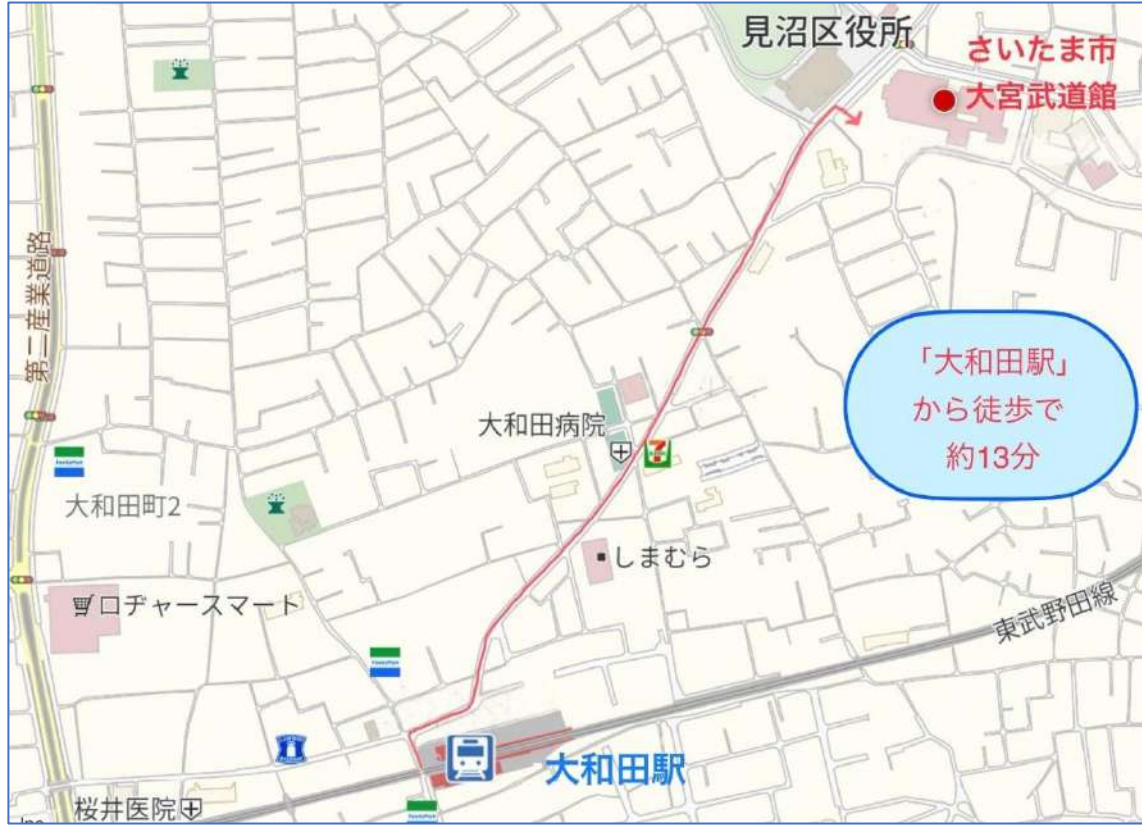 見沼区役所
さいたま市
大宮武道館
第二産業道路
「大和田駅」
から徒歩で
約13分
大和田病院
7
FamilyMart
大和田町2
しまむら
ロヂャースマート
東武野田線
FamilyMart
大和田駅
桜井医院